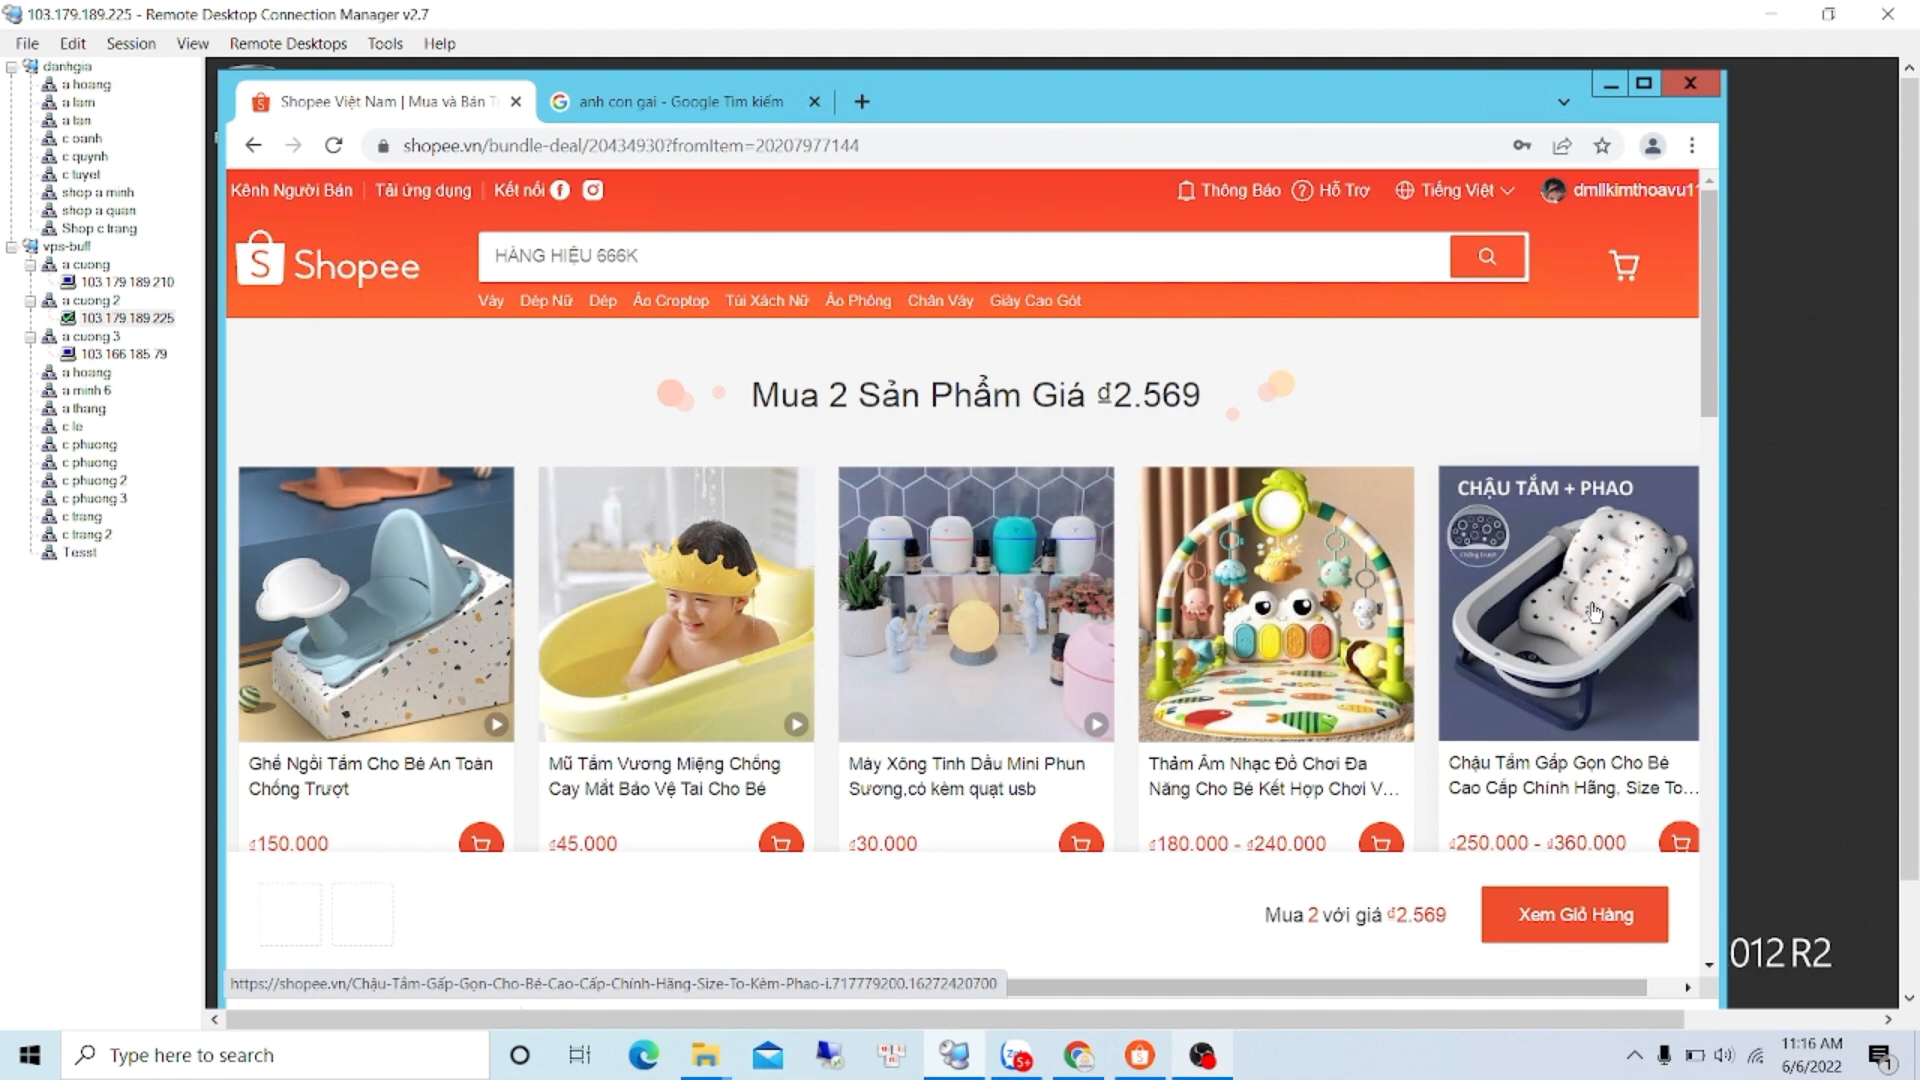 103.179.189.225 - Remote Desktop Connection Manager v2.7
File Edit Session View Remote Desktops Tools Help
danhgia
a hoang
a lam
a tan
c oanh
c quynh
c tuyet
shop a minh
shop a quan
Shop c trang
vps-buff
a cuong
103 179 189 210
a cuong 2
103 179 189 225
a cuong 3
103 166 185 79
a hoang
a minh 6
a thang
c le
c phuong
c phuong
c phuong 2
c phuong 3
c trang
c trang 2
Tesst
Shopee Việt Nam | Mua và Bán T
anh con gai - Google Tìm kiếm
shopee.vn/bundle-deal/20434930?fromItem=20207977144
Kênh Người Bán Tải ứng dụng Kết nối
Thông Báo Hỗ Trợ Tiếng Việt dmllkimthoavu11
Shopee
HÀNG HIỆU 666K
Váy Dép Nữ Dép Áo Croptop Túi Xách Nữ Áo Phông Chân Váy Giày Cao Gót
Mua 2 Sản Phẩm Giá ₫2.569
CHẬU TẮM + PHAO
Ghế Ngồi Tắm Cho Bé An Toàn
Chống Trượt
₫150.000
Mũ Tắm Vương Miệng Chống
Cay Mắt Bảo Vệ Tai Cho Bé
₫45.000
Máy Xông Tinh Dầu Mini Phun
Sương,có kèm quạt usb
₫30.000
Thảm Âm Nhạc Đồ Chơi Đa
Năng Cho Bé Kết Hợp Chơi V...
₫180.000 - ₫240.000
Chậu Tắm Gấp Gọn Cho Bé
Cao Cấp Chính Hãng, Size To...
₫250.000 - ₫360.000
Mua 2 với giá ₫2.569
Xem Giỏ Hàng
012 R2
https://shopee.vn/Chậu-Tắm-Gấp-Gọn-Cho-Bé-Cao-Cấp-Chính-Hãng-Size-To-Kèm-Phao-i.717779200.16272420700
Type here to search
5+
11:16 AM
6/6/2022
1